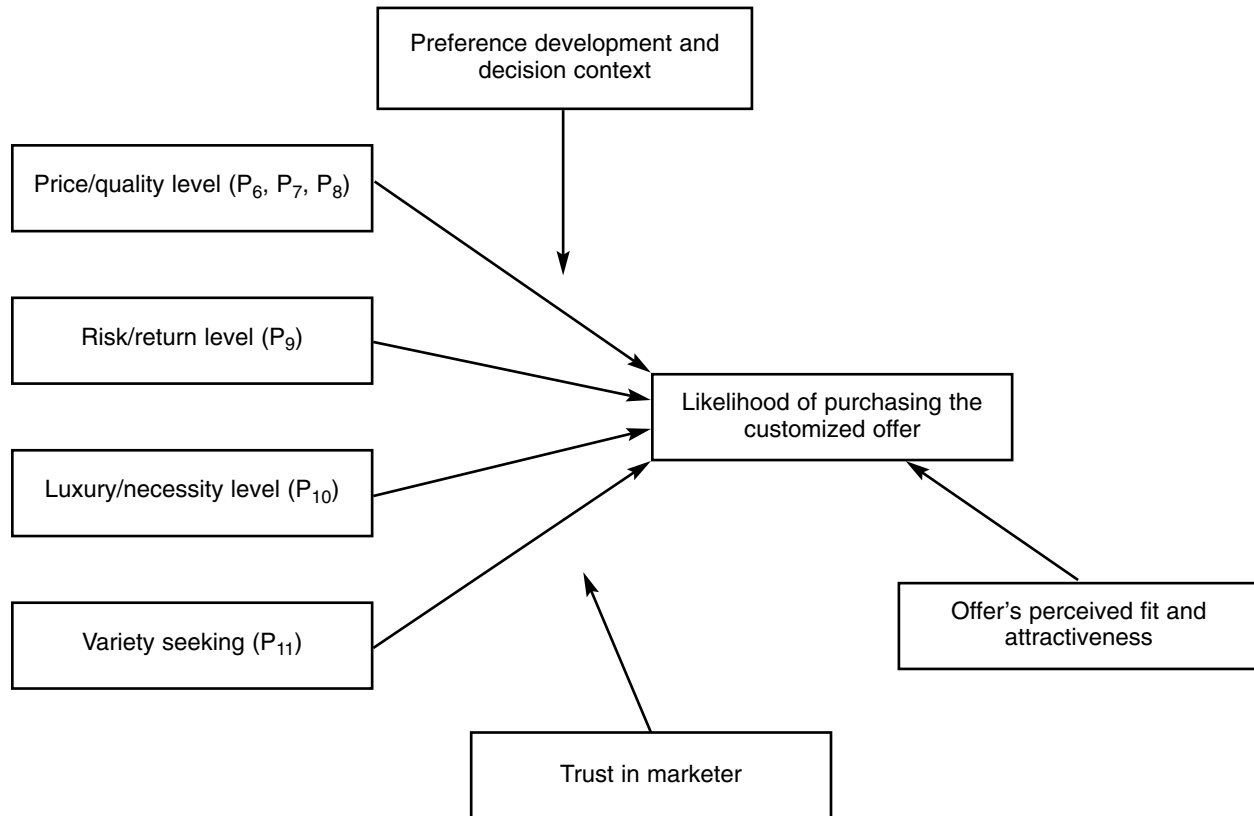 Preference development and
decision context
Price/quality level (P6, P7, P8)
Risk/return level (P9)
Likelihood of purchasing the
customized offer
Luxury/necessity level (P10)
Offer's perceived fit and
attractiveness
Variety seeking (P11)
Trust in marketer